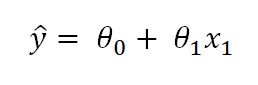 ŷ = θ₀ + θ₁x₁